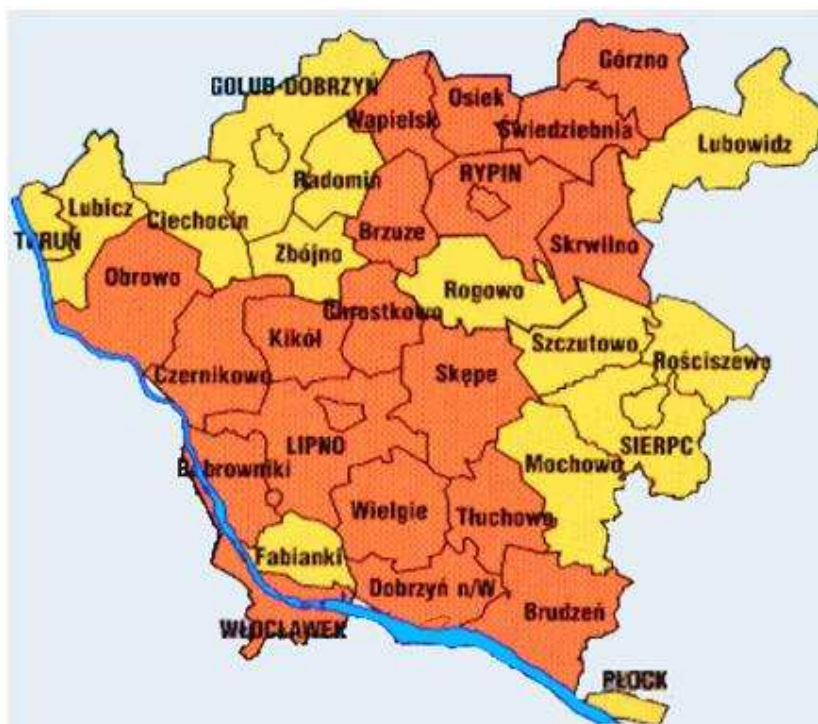 Górzno
GOLUB-DOBRZYŃ
Osiek
Wąpielsk
Świedziebnia
Lubowidz
RYPIN
Radomin
Lubicz
Ciechocin
TORUŃ
Brzuze
Zbójno
Skrwilno
Obrowo
Rogowo
Chrostkowo
Kikół
Szczutowo
Rościszewo
Czernikowo
Skępe
LIPNO
SIERPC
Mochowo
Bobrowniki
Wielgie
Tłuchowo
Fabianki
Dobrzyń n/W
Brudzeń
WŁOCŁAWEK
PŁOCK